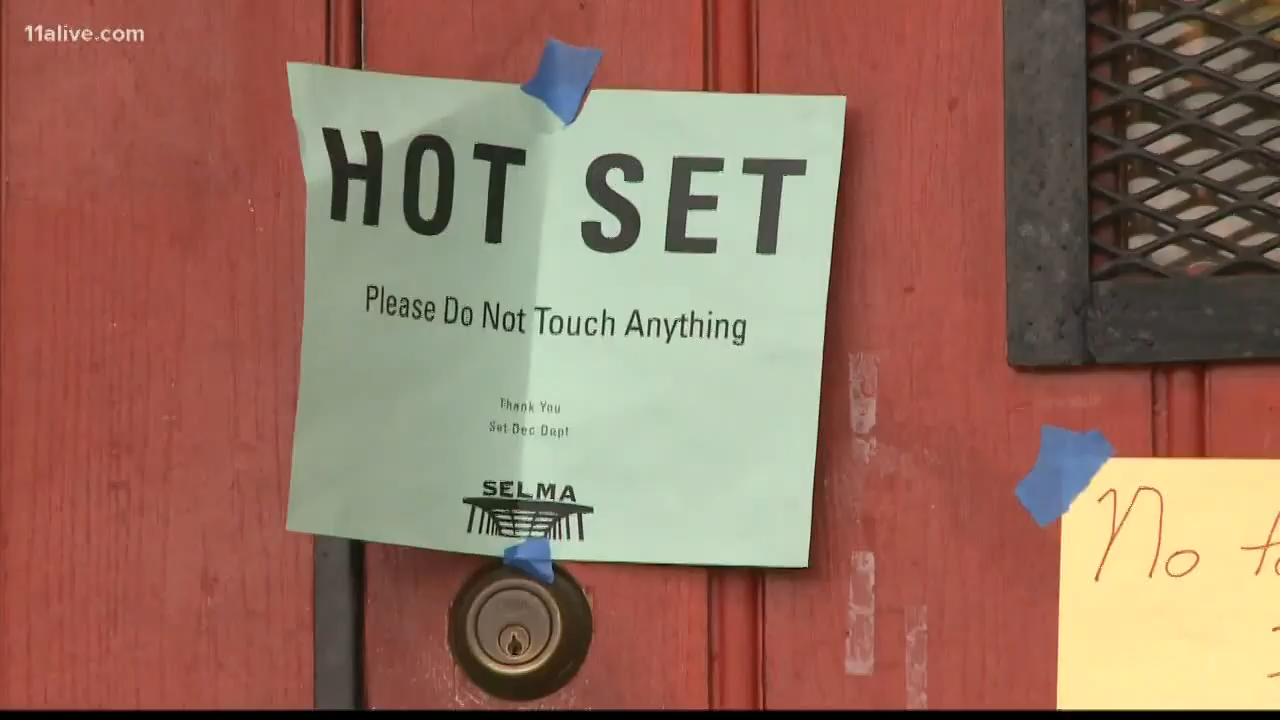 11alive.com
HOT SET
Please Do Not Touch Anything
Thank You
Set Dec Dept
SELMA
No